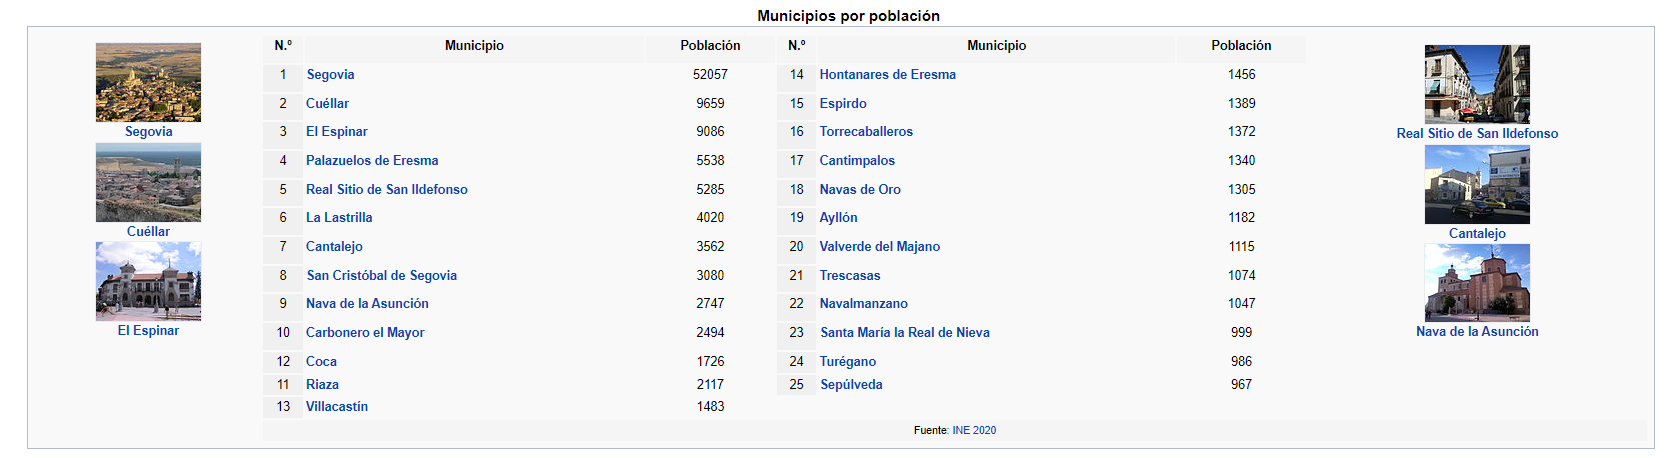 Municipios por población
Segovia
Cuéllar
El Espinar
N.º Municipio Población N.º Municipio Población
1 Segovia 52057 14 Hontanares de Eresma 1456
2 Cuéllar 9659 15 Espirdo 1389
3 El Espinar 9086 16 Torrecaballeros 1372
4 Palazuelos de Eresma 5538 17 Cantimpalos 1340
5 Real Sitio de San Ildefonso 5285 18 Navas de Oro 1305
6 La Lastrilla 4020 19 Ayllón 1182
7 Cantalejo 3562 20 Valverde del Majano 1115
8 San Cristóbal de Segovia 3080 21 Trescasas 1074
9 Nava de la Asunción 2747 22 Navalmanzano 1047
10 Carbonero el Mayor 2494 23 Santa María la Real de Nieva 999
12 Coca 1726 24 Turégano 986
11 Riaza 2117 25 Sepúlveda 967
13 Villacastín 1483
Real Sitio de San Ildefonso
Cantalejo
Nava de la Asunción
Fuente: INE 2020